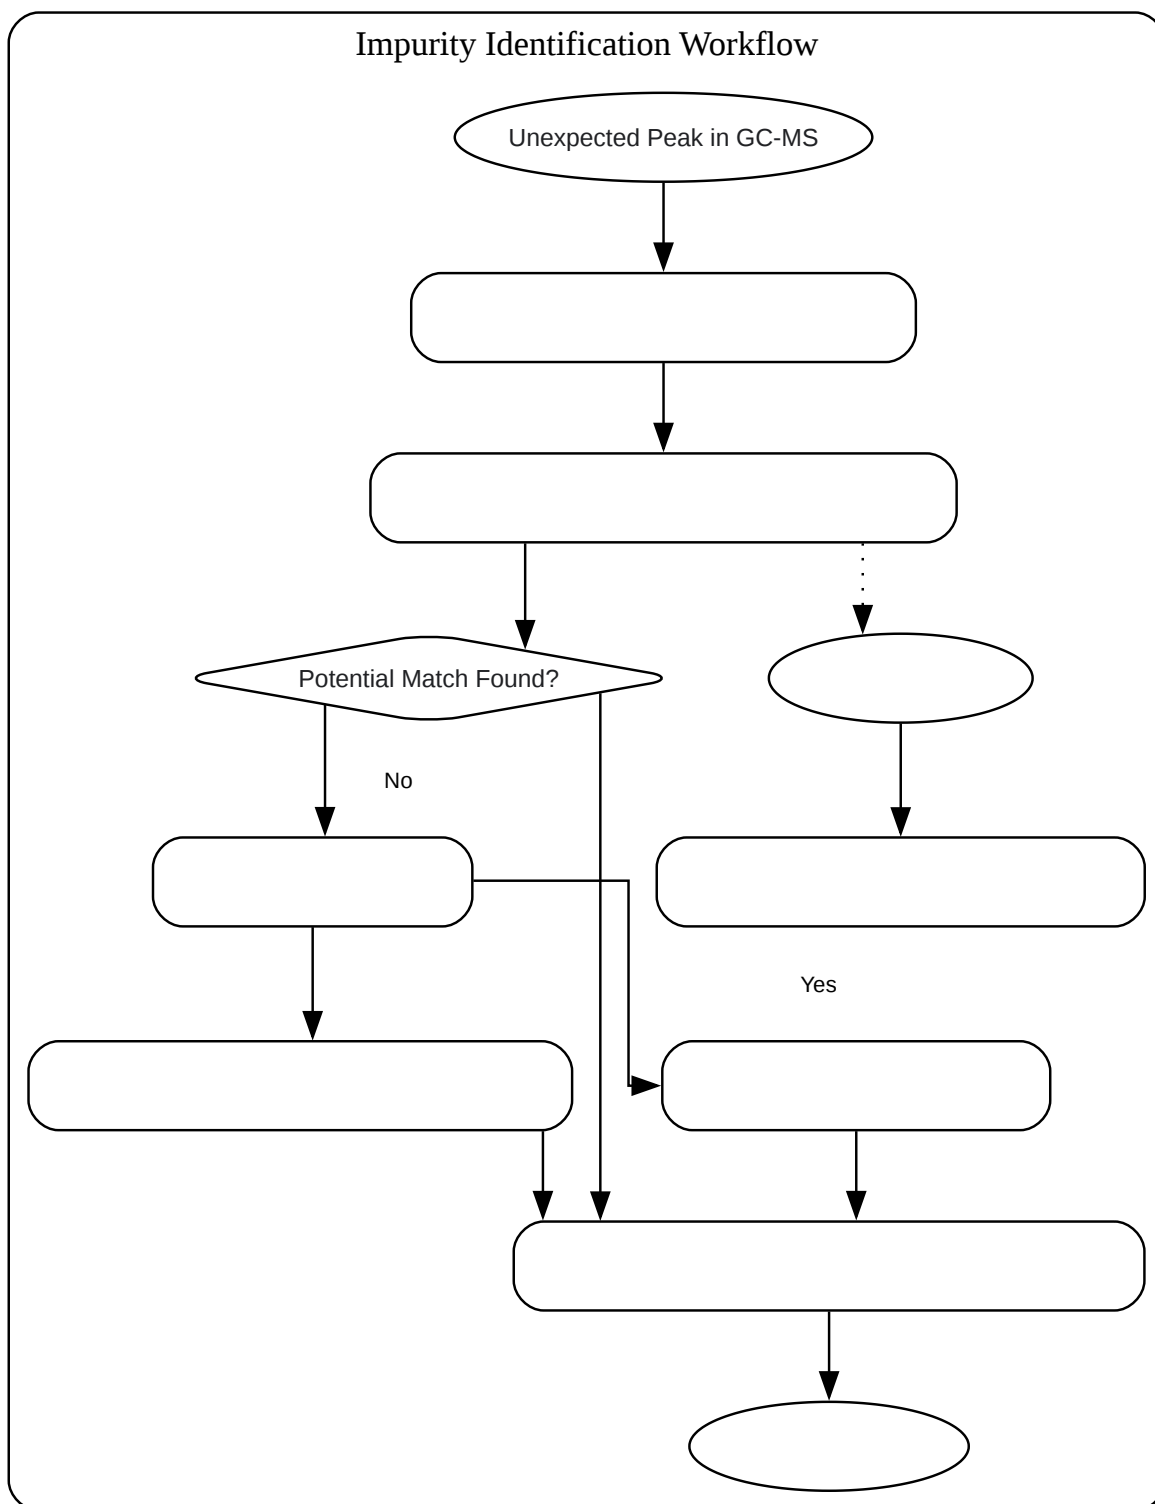 Impurity Identification Workflow
Unexpected Peak in GC-MS
Potential Match Found?
No
Yes